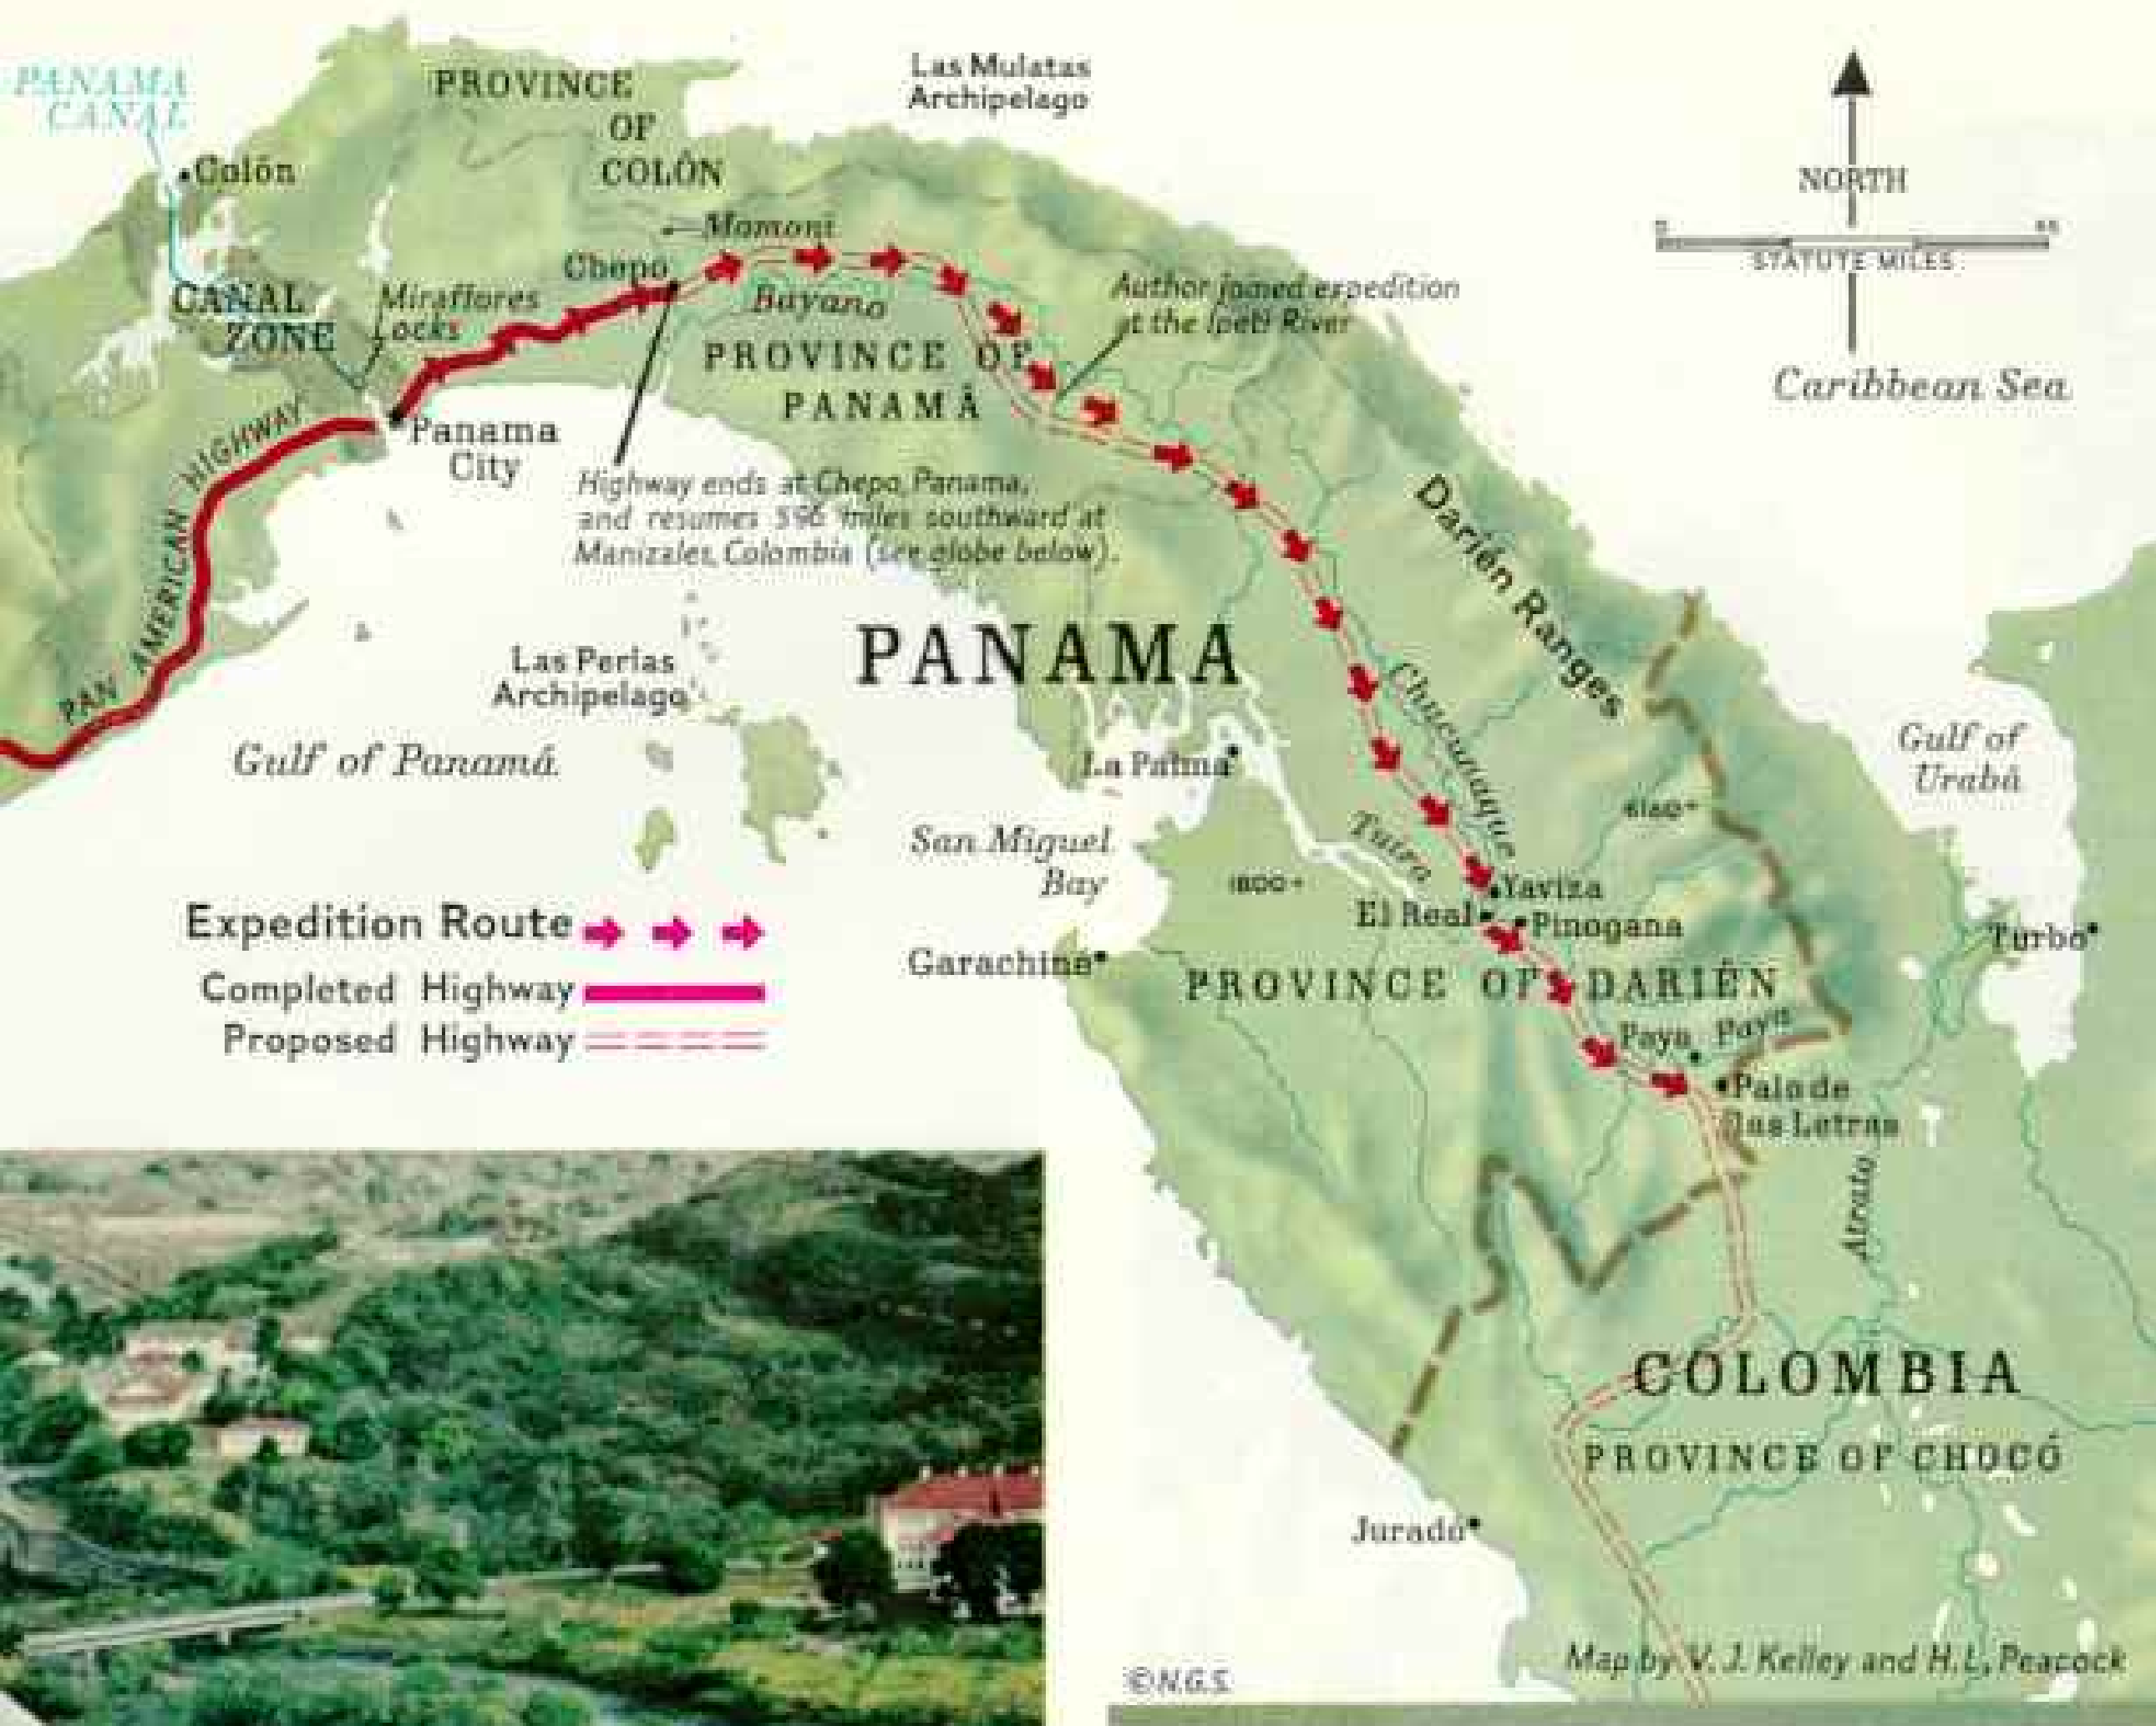 PANAMA
CANAL
PROVINCE
OF
COLÓN
Las Mulatas
Archipelago
NORTH
STATUTE MILES
Caribbean Sea
Colón
Mamoni
Chepo
CANAL
ZONE
Miraflores
Locks
Bayano
Author joined expedition
at the Ipeti River
PROVINCE OF
PANAMÁ
PAN AMERICAN HIGHWAY
Panama
City
Highway ends at Chepo, Panama,
and resumes 596 miles southward at
Manizales, Colombia (see globe below).
Darién Ranges
PANAMA
Las Perlas
Archipelago
Gulf of Panamá
La Palma
Chucunaque
Gulf of
Urabá
San Miguel
Bay
Tuira
1800+
Yaviza
El Real
Pinogana
Turbo
Garachiné
PROVINCE OF DARIÉN
Paya
Paya
Palo de
las Letras
Expedition Route
Completed Highway
Proposed Highway
Atrato
COLOMBIA
PROVINCE OF CHOCÓ
Juradó
Map by V. J. Kelley and H. L. Peacock
©N.G.S.